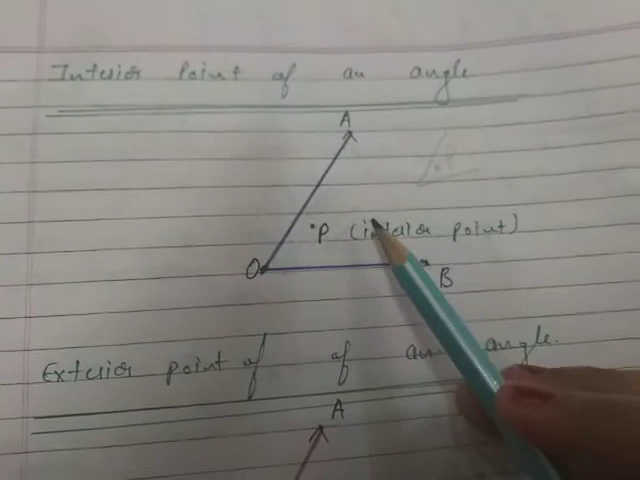 Interior Point of an angle
A
.P (interior point)
O
B
Exterior point of of an angle.
A